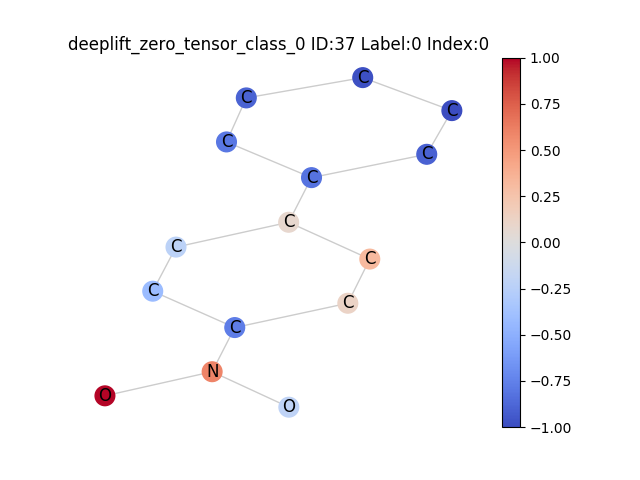 deeplift_zero_tensor_class_0 ID:37 Label:0 Index:0
C
C
C
C
C
C
C
C
C
C
C
C
N
O
O
1.00
0.75
0.50
0.25
0.00
−0.25
−0.50
−0.75
−1.00